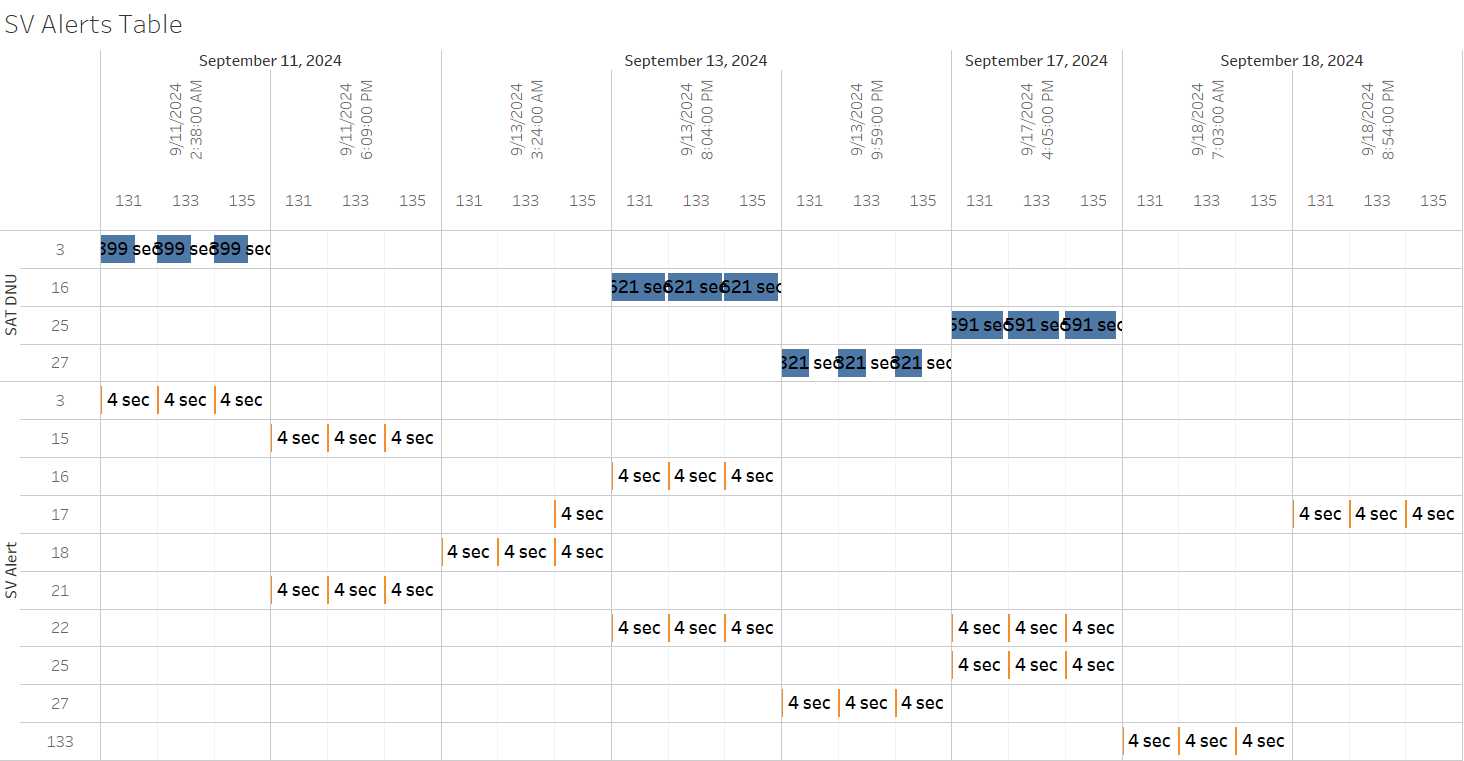 SV Alerts Table
September 11, 2024 September 13, 2024 September 17, 2024 September 18, 2024
9/11/2024 2:38:00 AM 9/11/2024 6:09:00 PM 9/13/2024 3:24:00 AM 9/13/2024 8:04:00 PM 9/13/2024 9:59:00 PM 9/17/2024 4:05:00 PM 9/18/2024 7:03:00 AM 9/18/2024 8:54:00 PM
131 133 135 131 133 135 131 133 135 131 133 135 131 133 135 131 133 135 131 133 135 131 133 135
SAT DNU
3 399 sec 399 sec 399 sec
16 621 sec 621 sec 621 sec
25 591 sec 591 sec 591 sec
27 321 sec 321 sec 321 sec
SV Alert
3 4 sec 4 sec 4 sec
15 4 sec 4 sec 4 sec
16 4 sec 4 sec 4 sec
17 4 sec 4 sec 4 sec 4 sec
18 4 sec 4 sec 4 sec
21 4 sec 4 sec 4 sec
22 4 sec 4 sec 4 sec 4 sec 4 sec 4 sec
25 4 sec 4 sec 4 sec
27 4 sec 4 sec 4 sec
133 4 sec 4 sec 4 sec